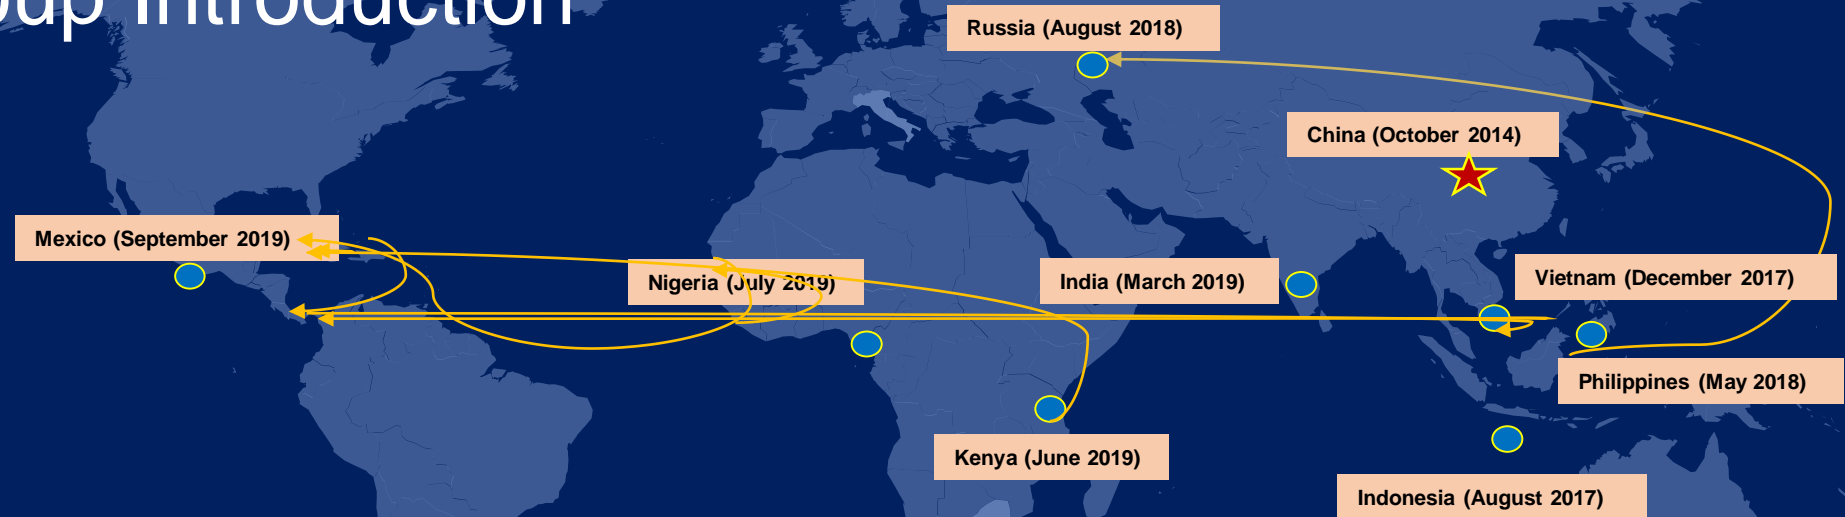 Introduction
Russia (August 2018)
China (October 2014)
Mexico (September 2019)
Nigeria (July 2019)
India (March 2019)
Vietnam (December 2017)
Philippines (May 2018)
Kenya (June 2019)
Indonesia (August 2017)